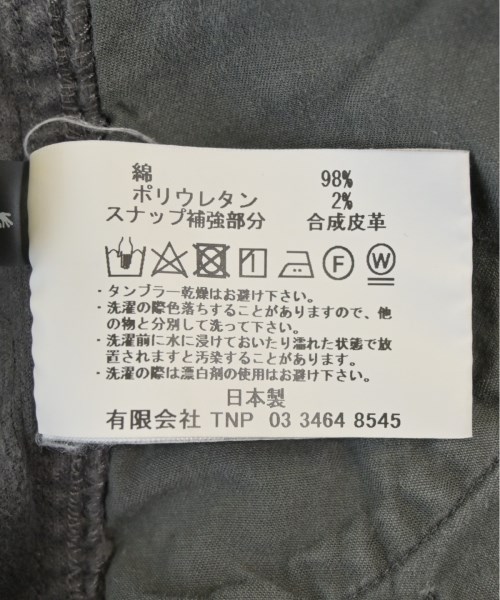 綿 98%
ポリウレタン 2%
スナップ補強部分 合成皮革
F W
・タンブラー乾燥はお避け下さい。
・洗濯の際色落ちすることがありますので、他
の物と分別して洗って下さい。
・洗濯前に水に浸けておいたり濡れた状態で放
置されますと汚染することがあります。
・洗濯の際は漂白剤の使用はお避け下さい。
日本製
有限会社 TNP 03 3464 8545